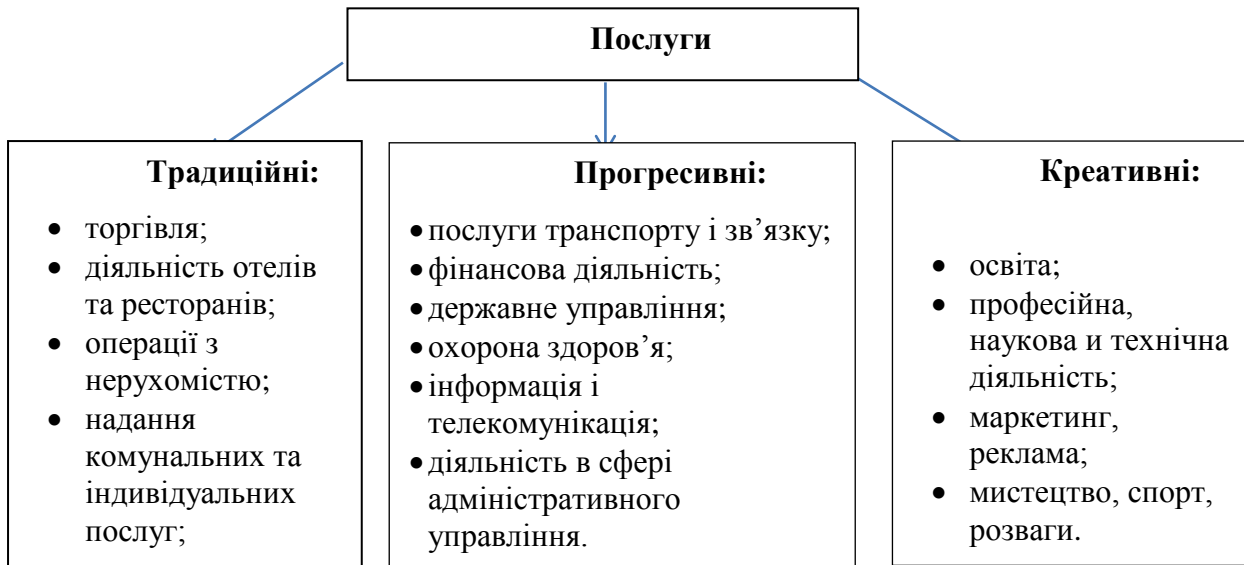 Послуги
Традиційні:
• торгівля;
• діяльність отелів
та ресторанів;
• операції з
нерухомістю;
• надання
комунальних та
індивідуальних
послуг;
Прогресивні:
• послуги транспорту і зв’язку;
• фінансова діяльність;
• державне управління;
• охорона здоров’я;
• інформація і
телекомунікація;
• діяльність в сфері
адміністративного
управління.
Креативні:
• освіта;
• професійна,
наукова и технічна
діяльність;
• маркетинг,
реклама;
• мистецтво, спорт,
розваги.